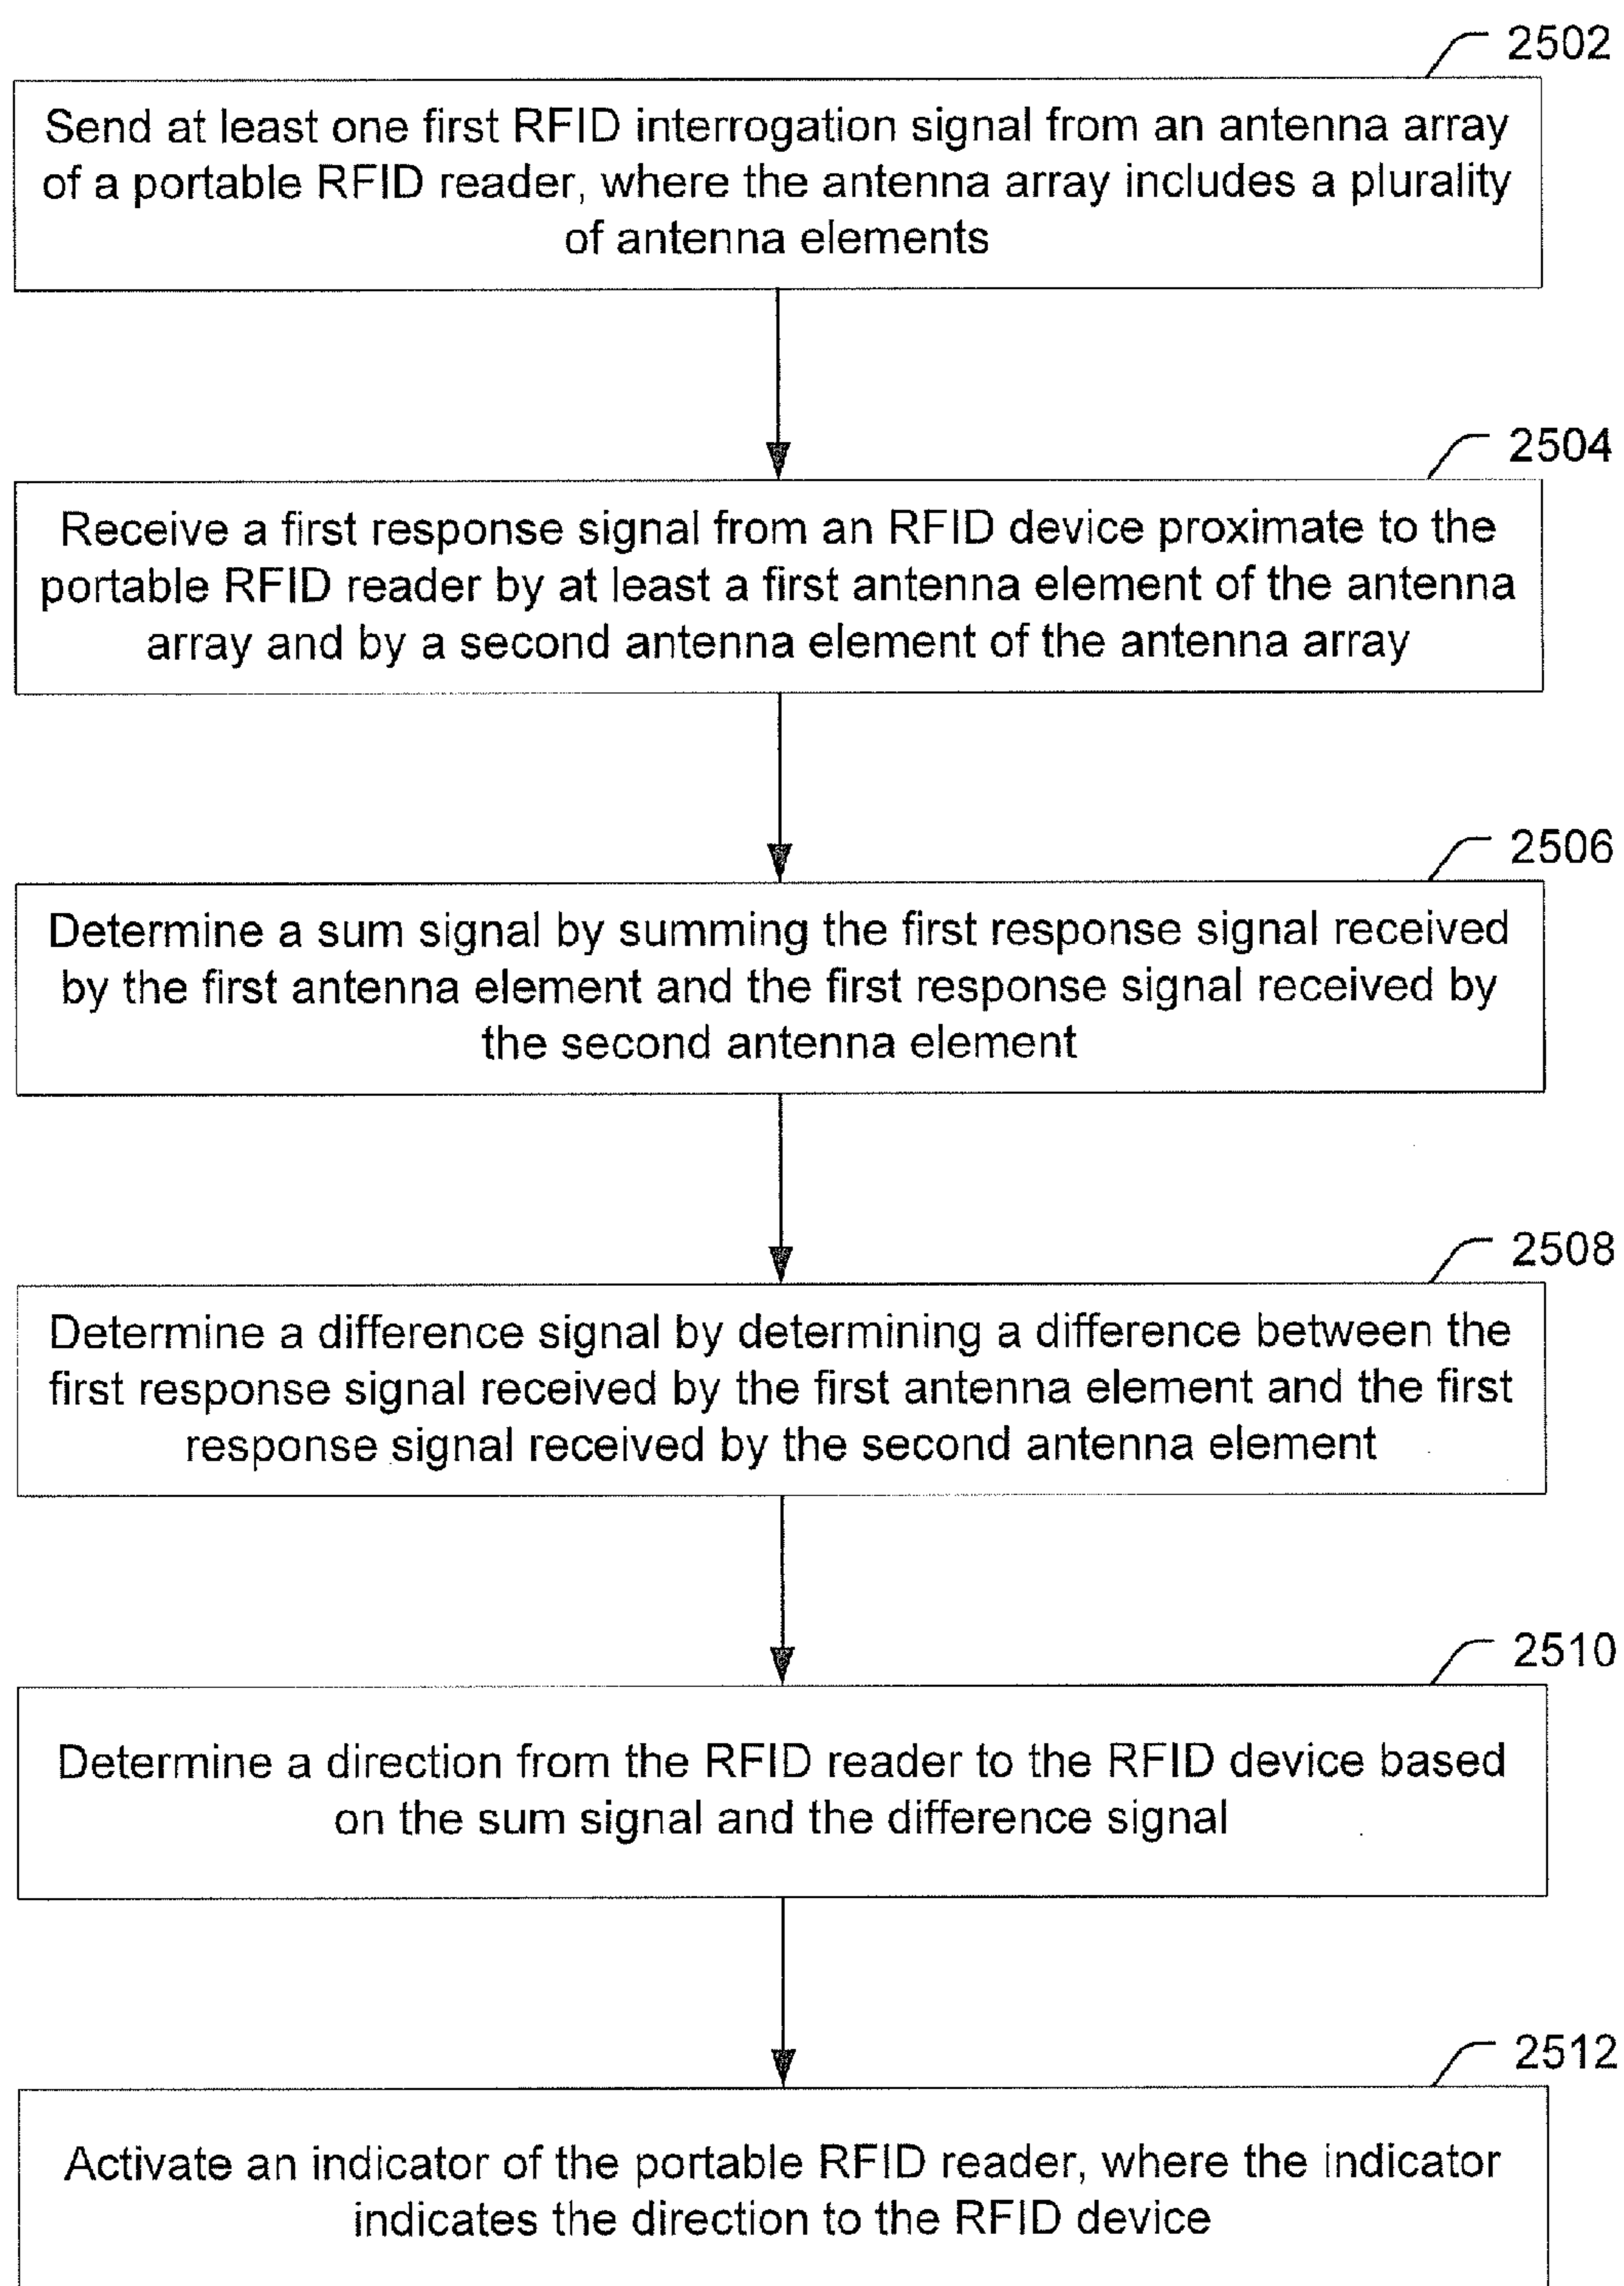 2502
Send at least one first RFID interrogation signal from an antenna array
of a portable RFID reader, where the antenna array includes a plurality
of antenna elements
2504
Receive a first response signal from an RFID device proximate to the
portable RFID reader by at least a first antenna element of the antenna
array and by a second antenna element of the antenna array
2506
Determine a sum signal by summing the first response signal received
by the first antenna element and the first response signal received by
the second antenna element
2508
Determine a difference signal by determining a difference between the
first response signal received by the first antenna element and the first
response signal received by the second antenna element
2510
Determine a direction from the RFID reader to the RFID device based
on the sum signal and the difference signal
2512
Activate an indicator of the portable RFID reader, where the indicator
indicates the direction to the RFID device